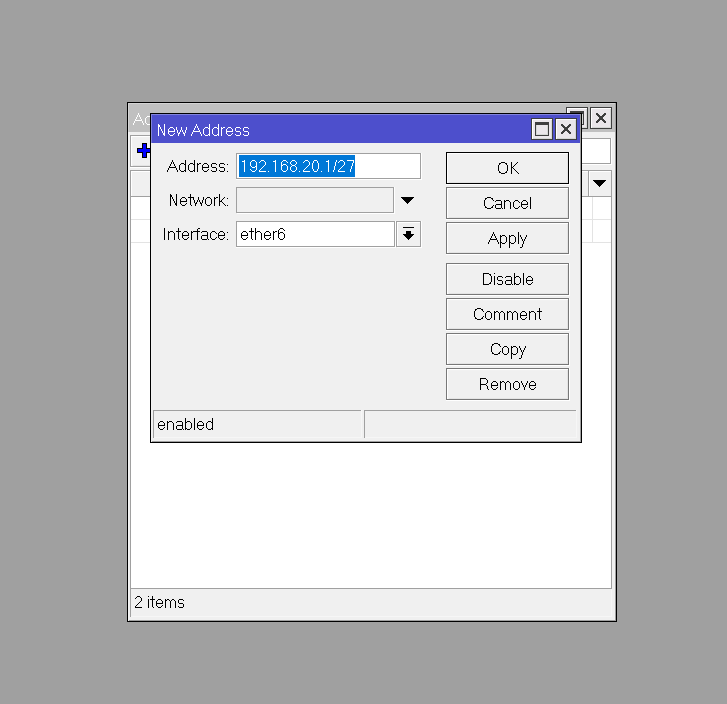 New Address
Address: 192.168.20.1/27
Network:
Interface: ether6
OK
Cancel
Apply
Disable
Comment
Copy
Remove
enabled
2 items